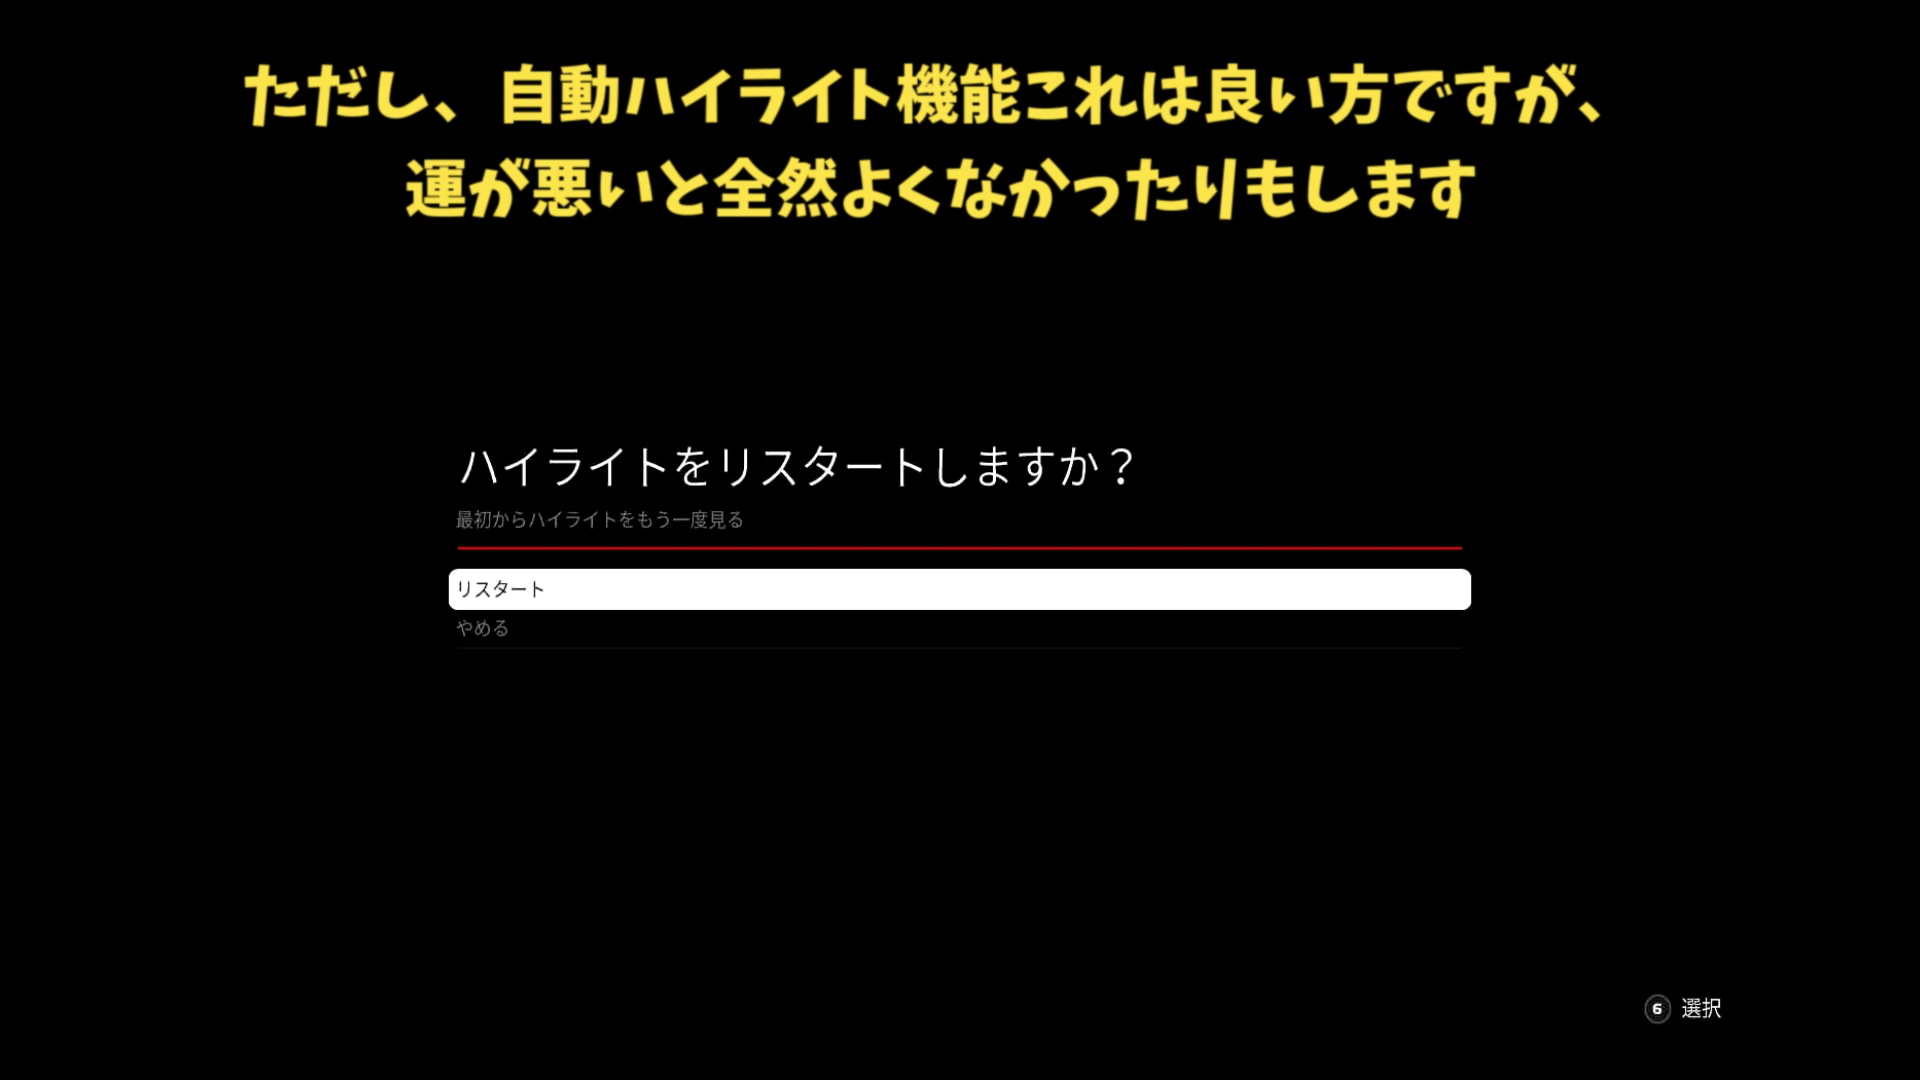 ただし、自動ハイライト機能これは良い方ですが、
運が悪いと全然よくなかったりもします
ハイライトをリスタートしますか？
最初からハイライトをもう一度見る
リスタート
やめる
6 選択